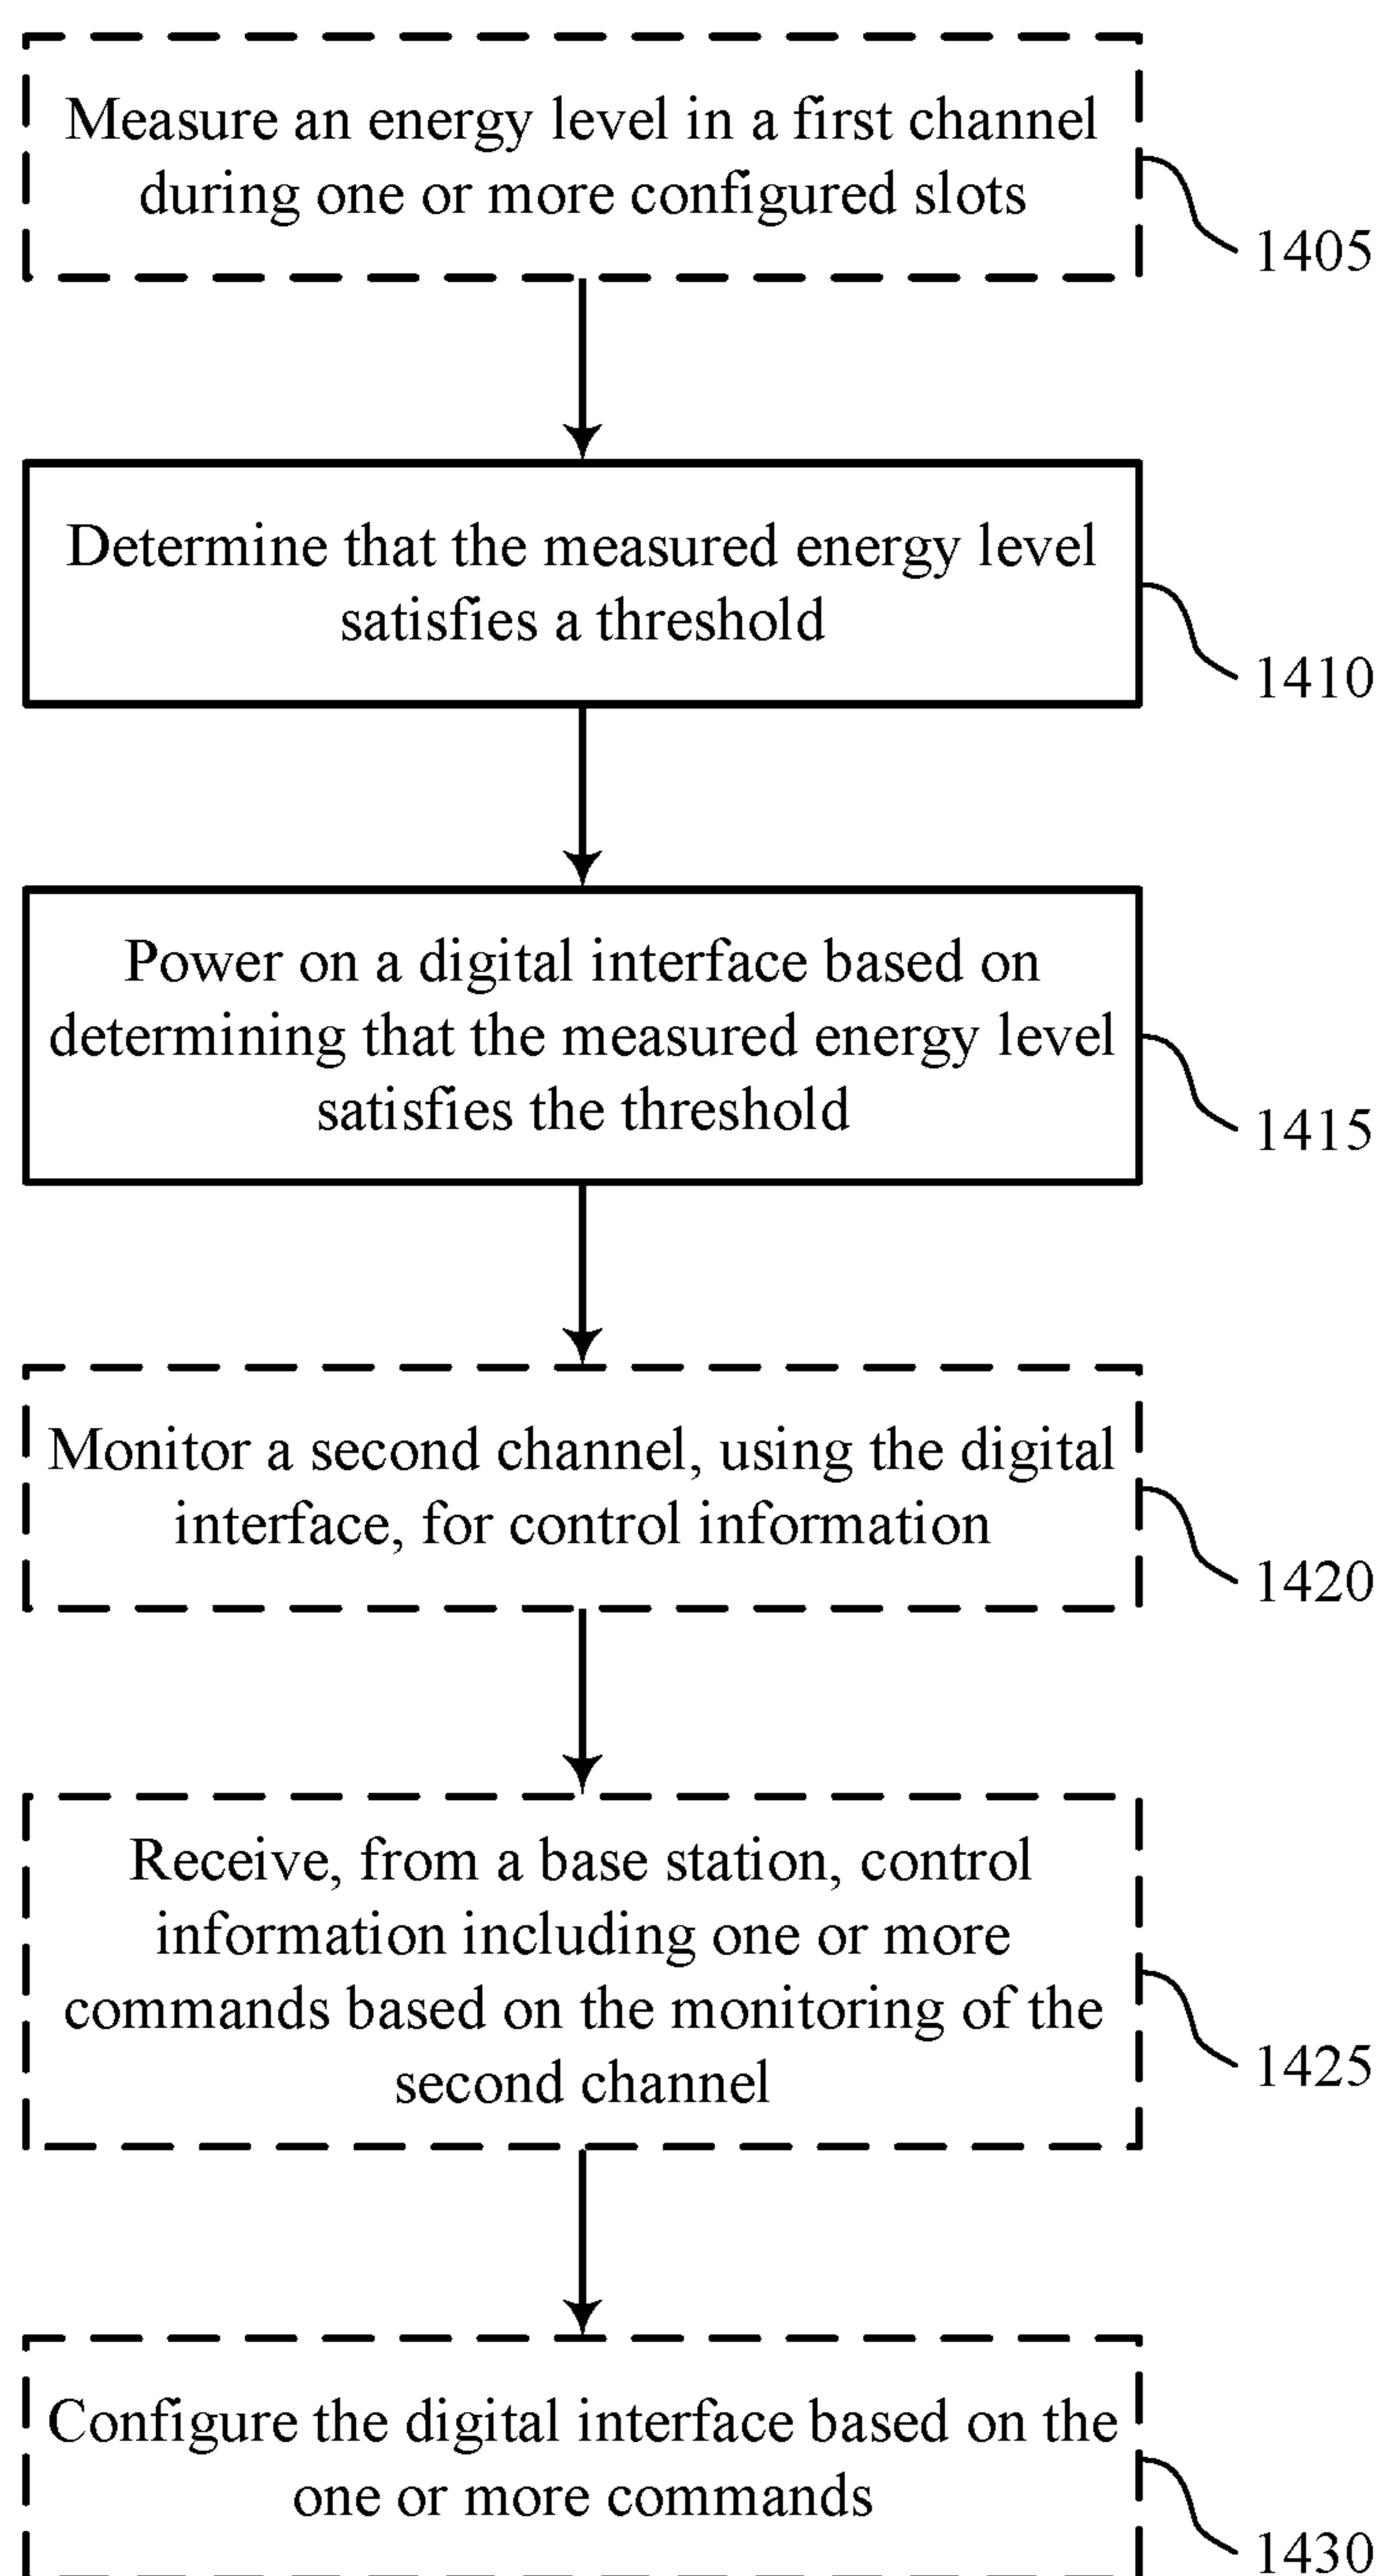 Measure an energy level in a first channel
during one or more configured slots
1405
Determine that the measured energy level
satisfies a threshold
1410
Power on a digital interface based on
determining that the measured energy level
satisfies the threshold
1415
Monitor a second channel, using the digital
interface, for control information
1420
Receive, from a base station, control
information including one or more
commands based on the monitoring of the
second channel
1425
Configure the digital interface based on the
one or more commands
1430